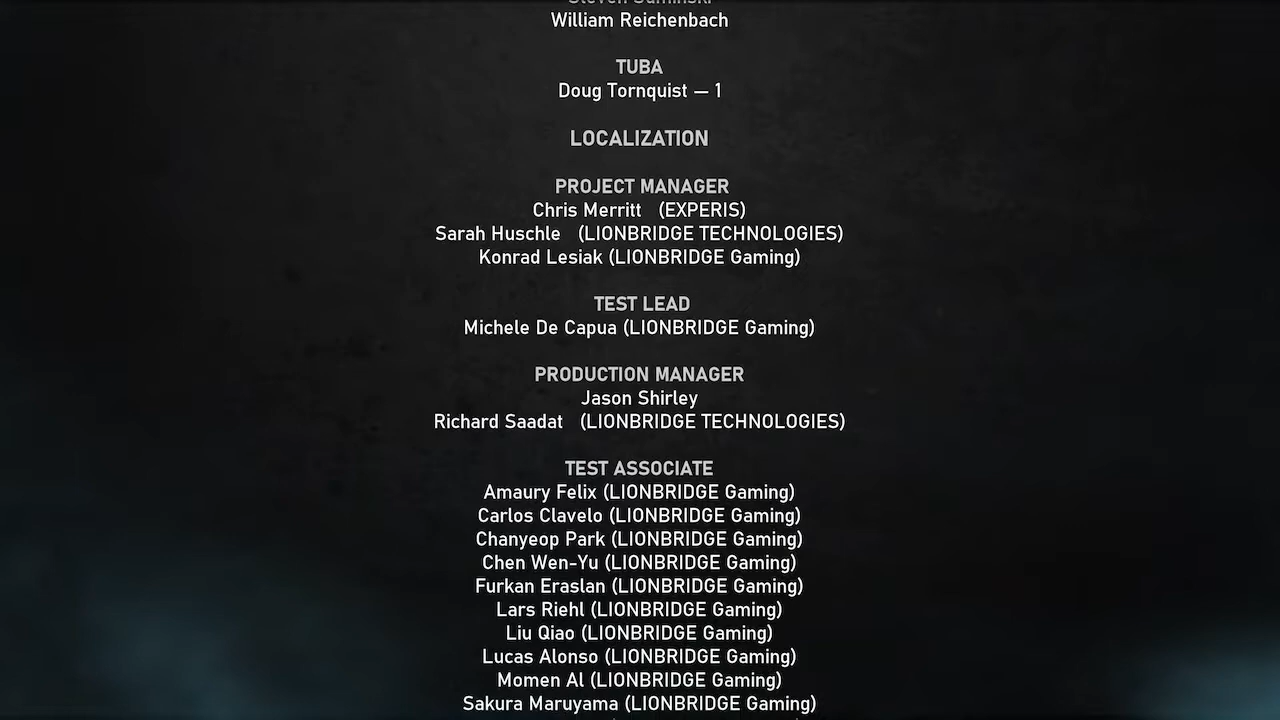 William Reichenbach
TUBA
Doug Tornquist — 1
LOCALIZATION
PROJECT MANAGER
Chris Merritt (EXPERIS)
Sarah Huschle (LIONBRIDGE TECHNOLOGIES)
Konrad Lesiak (LIONBRIDGE Gaming)
TEST LEAD
Michele De Capua (LIONBRIDGE Gaming)
PRODUCTION MANAGER
Jason Shirley
Richard Saadat (LIONBRIDGE TECHNOLOGIES)
TEST ASSOCIATE
Amaury Felix (LIONBRIDGE Gaming)
Carlos Clavelo (LIONBRIDGE Gaming)
Chanyeop Park (LIONBRIDGE Gaming)
Chen Wen-Yu (LIONBRIDGE Gaming)
Furkan Eraslan (LIONBRIDGE Gaming)
Lars Riehl (LIONBRIDGE Gaming)
Liu Qiao (LIONBRIDGE Gaming)
Lucas Alonso (LIONBRIDGE Gaming)
Momen Al (LIONBRIDGE Gaming)
Sakura Maruyama (LIONBRIDGE Gaming)